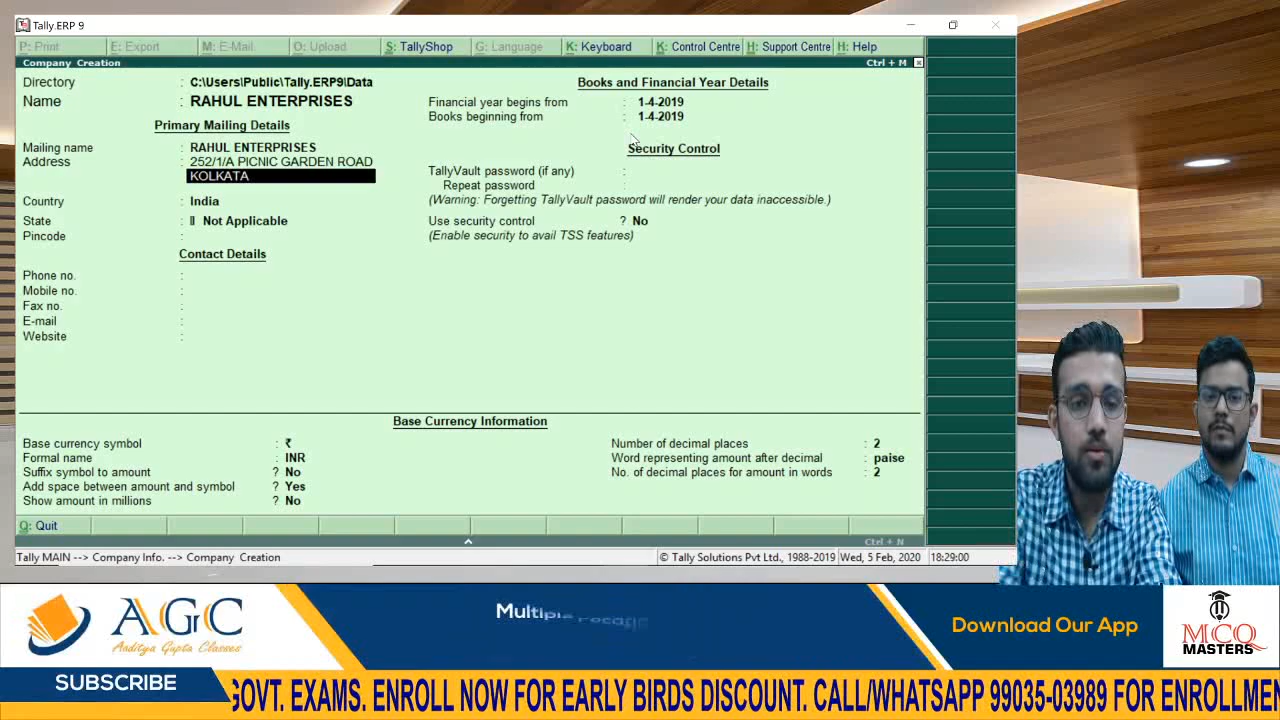 Tally.ERP 9
P: Print E: Export M: E-Mail O: Upload S: TallyShop G: Language K: Keyboard K: Control Centre H: Support Centre H: Help
Company Creation Ctrl + M
Directory : C:\Users\Public\Tally.ERP9\Data
Name : RAHUL ENTERPRISES
Primary Mailing Details
Mailing name : RAHUL ENTERPRISES
Address : 252/1/A PICNIC GARDEN ROAD
KOLKATA
Country : India
State : Not Applicable
Pincode :
Contact Details
Phone no. :
Mobile no. :
Fax no. :
E-mail :
Website :
Books and Financial Year Details
Financial year begins from : 1-4-2019
Books beginning from : 1-4-2019
Security Control
TallyVault password (if any) :
Repeat password :
(Warning: Forgetting TallyVault password will render your data inaccessible.)
Use security control ? No
(Enable security to avail TSS features)
Base Currency Information
Base currency symbol : ₹
Formal name : INR
Suffix symbol to amount ? No
Add space between amount and symbol ? Yes
Show amount in millions ? No
Number of decimal places : 2
Word representing amount after decimal : paise
No. of decimal places for amount in words : 2
Q: Quit
Ctrl + N
Tally MAIN --> Company Info. --> Company Creation © Tally Solutions Pvt Ltd., 1988-2019 Wed, 5 Feb, 2020 18:29:00
AGC
Aaditya Gupta Classes
Multiple
Download Our App
MCQ
MASTERS
SUBSCRIBE
GOVT. EXAMS. ENROLL NOW FOR EARLY BIRDS DISCOUNT. CALL/WHATSAPP 99035-03989 FOR